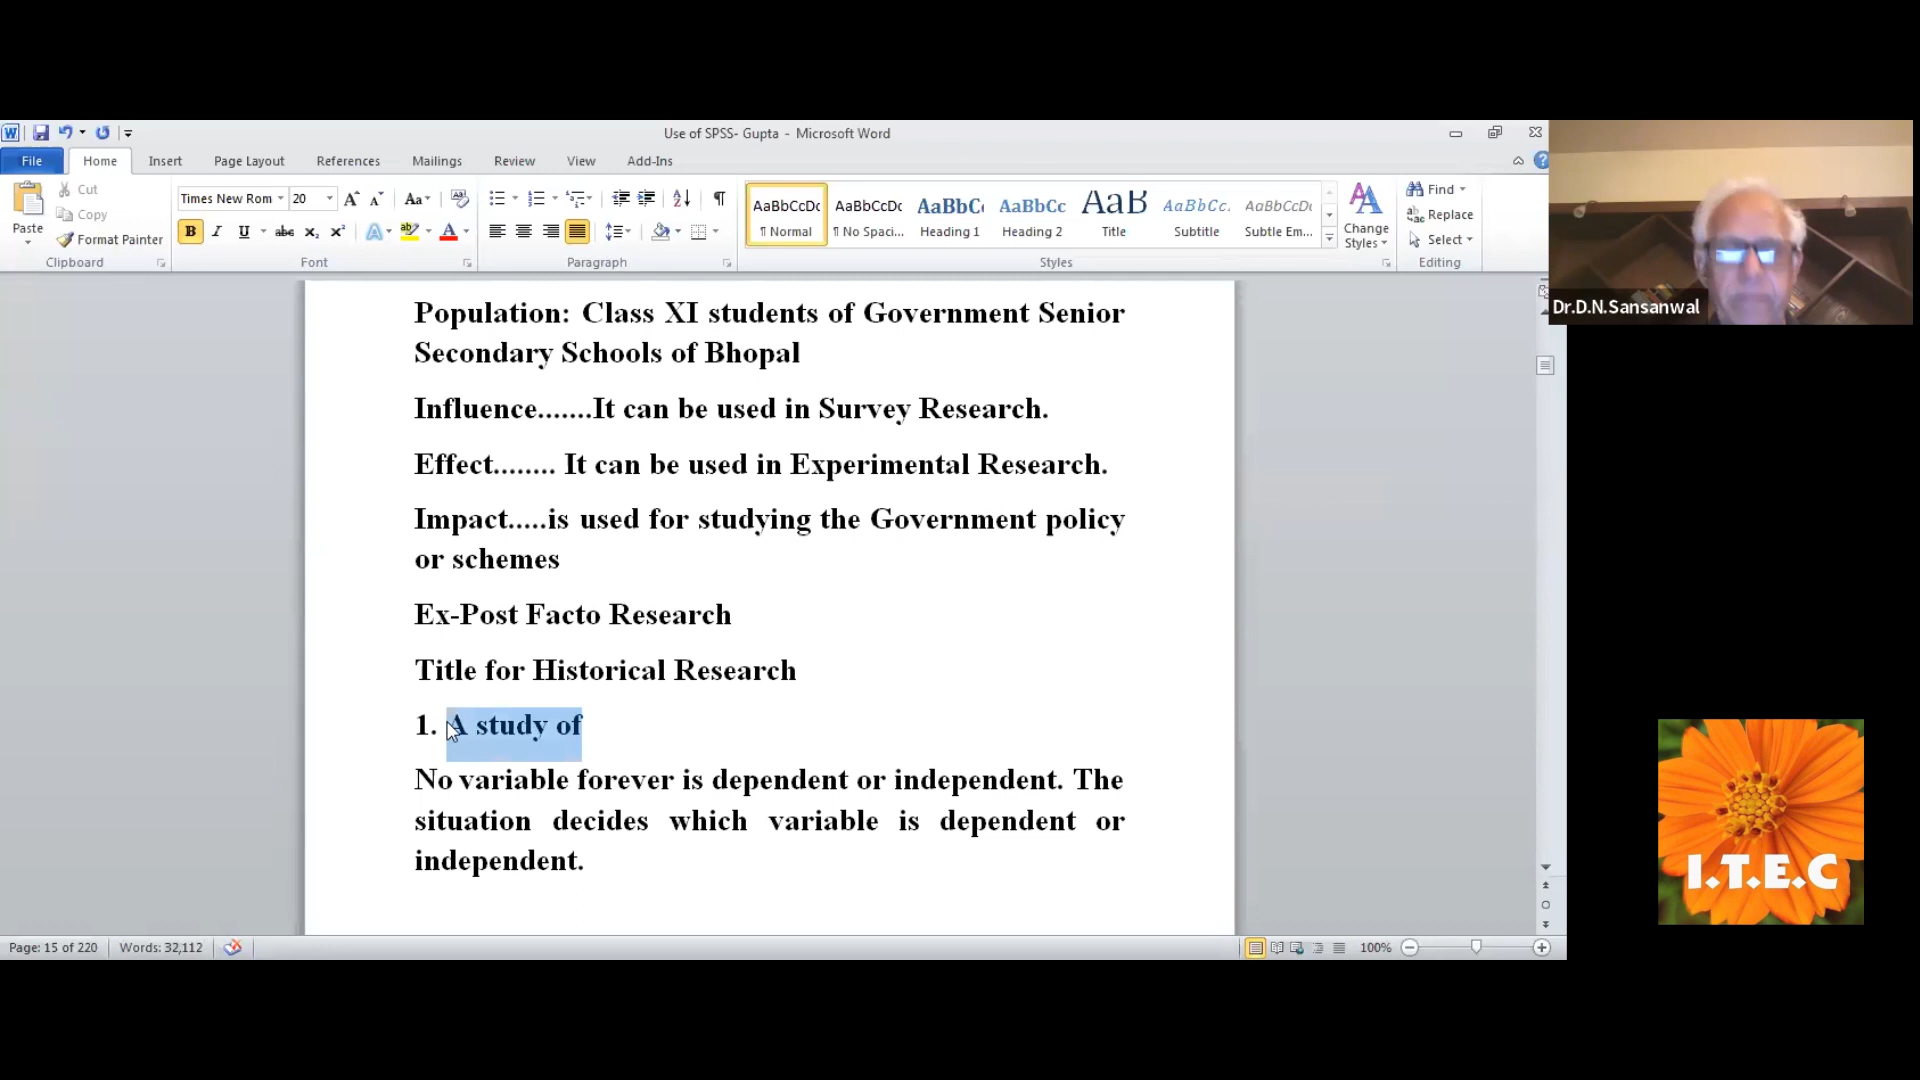 Use of SPSS- Gupta - Microsoft Word
File Home Insert Page Layout References Mailings Review View Add-Ins
Paste
Cut
Copy
Format Painter
Times New Rom 20
AaBbCcDc AaBbCcDc AaBbC AaBbCc AaB AaBbCc. AaBbCcDc
¶ Normal ¶ No Spaci... Heading 1 Heading 2 Title Subtitle Subtle Em...
Change
Styles
Find
Replace
Select
Clipboard Font Paragraph Styles Editing
Dr.D.N.Sansanwal
Population: Class XI students of Government Senior
Secondary Schools of Bhopal
Influence.......It can be used in Survey Research.
Effect........ It can be used in Experimental Research.
Impact.....is used for studying the Government policy
or schemes
Ex-Post Facto Research
Title for Historical Research
1. A study of
No variable forever is dependent or independent. The
situation decides which variable is dependent or
independent.
I.T.E.C
Page: 15 of 220 Words: 32,112 100%